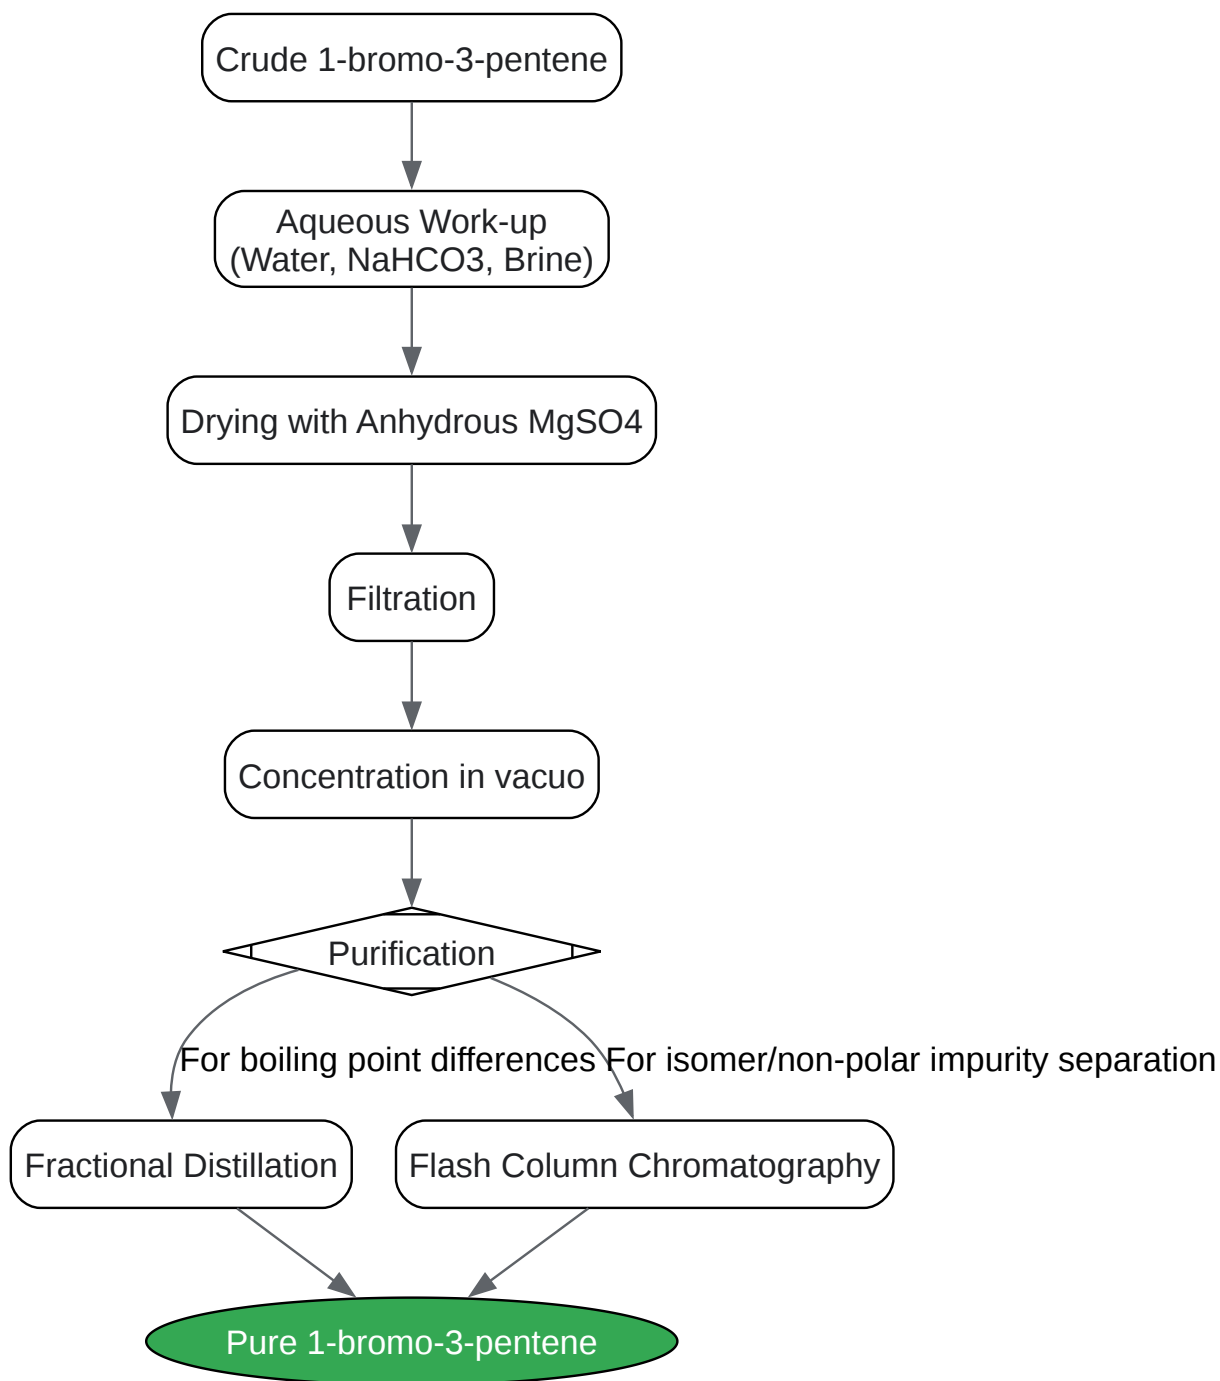 Crude 1-bromo-3-pentene
Aqueous Work-up
(Water, NaHCO3, Brine)
Drying with Anhydrous MgSO4
Filtration
Concentration in vacuo
Purification
For boiling point differences
For isomer/non-polar impurity separation
Fractional Distillation
Flash Column Chromatography
Pure 1-bromo-3-pentene